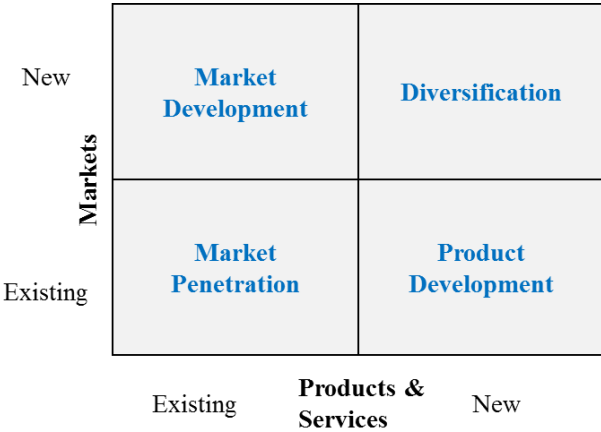 New
Market
Development
Diversification
Markets
Existing
Market
Penetration
Product
Development
Existing
Products &
Services
New